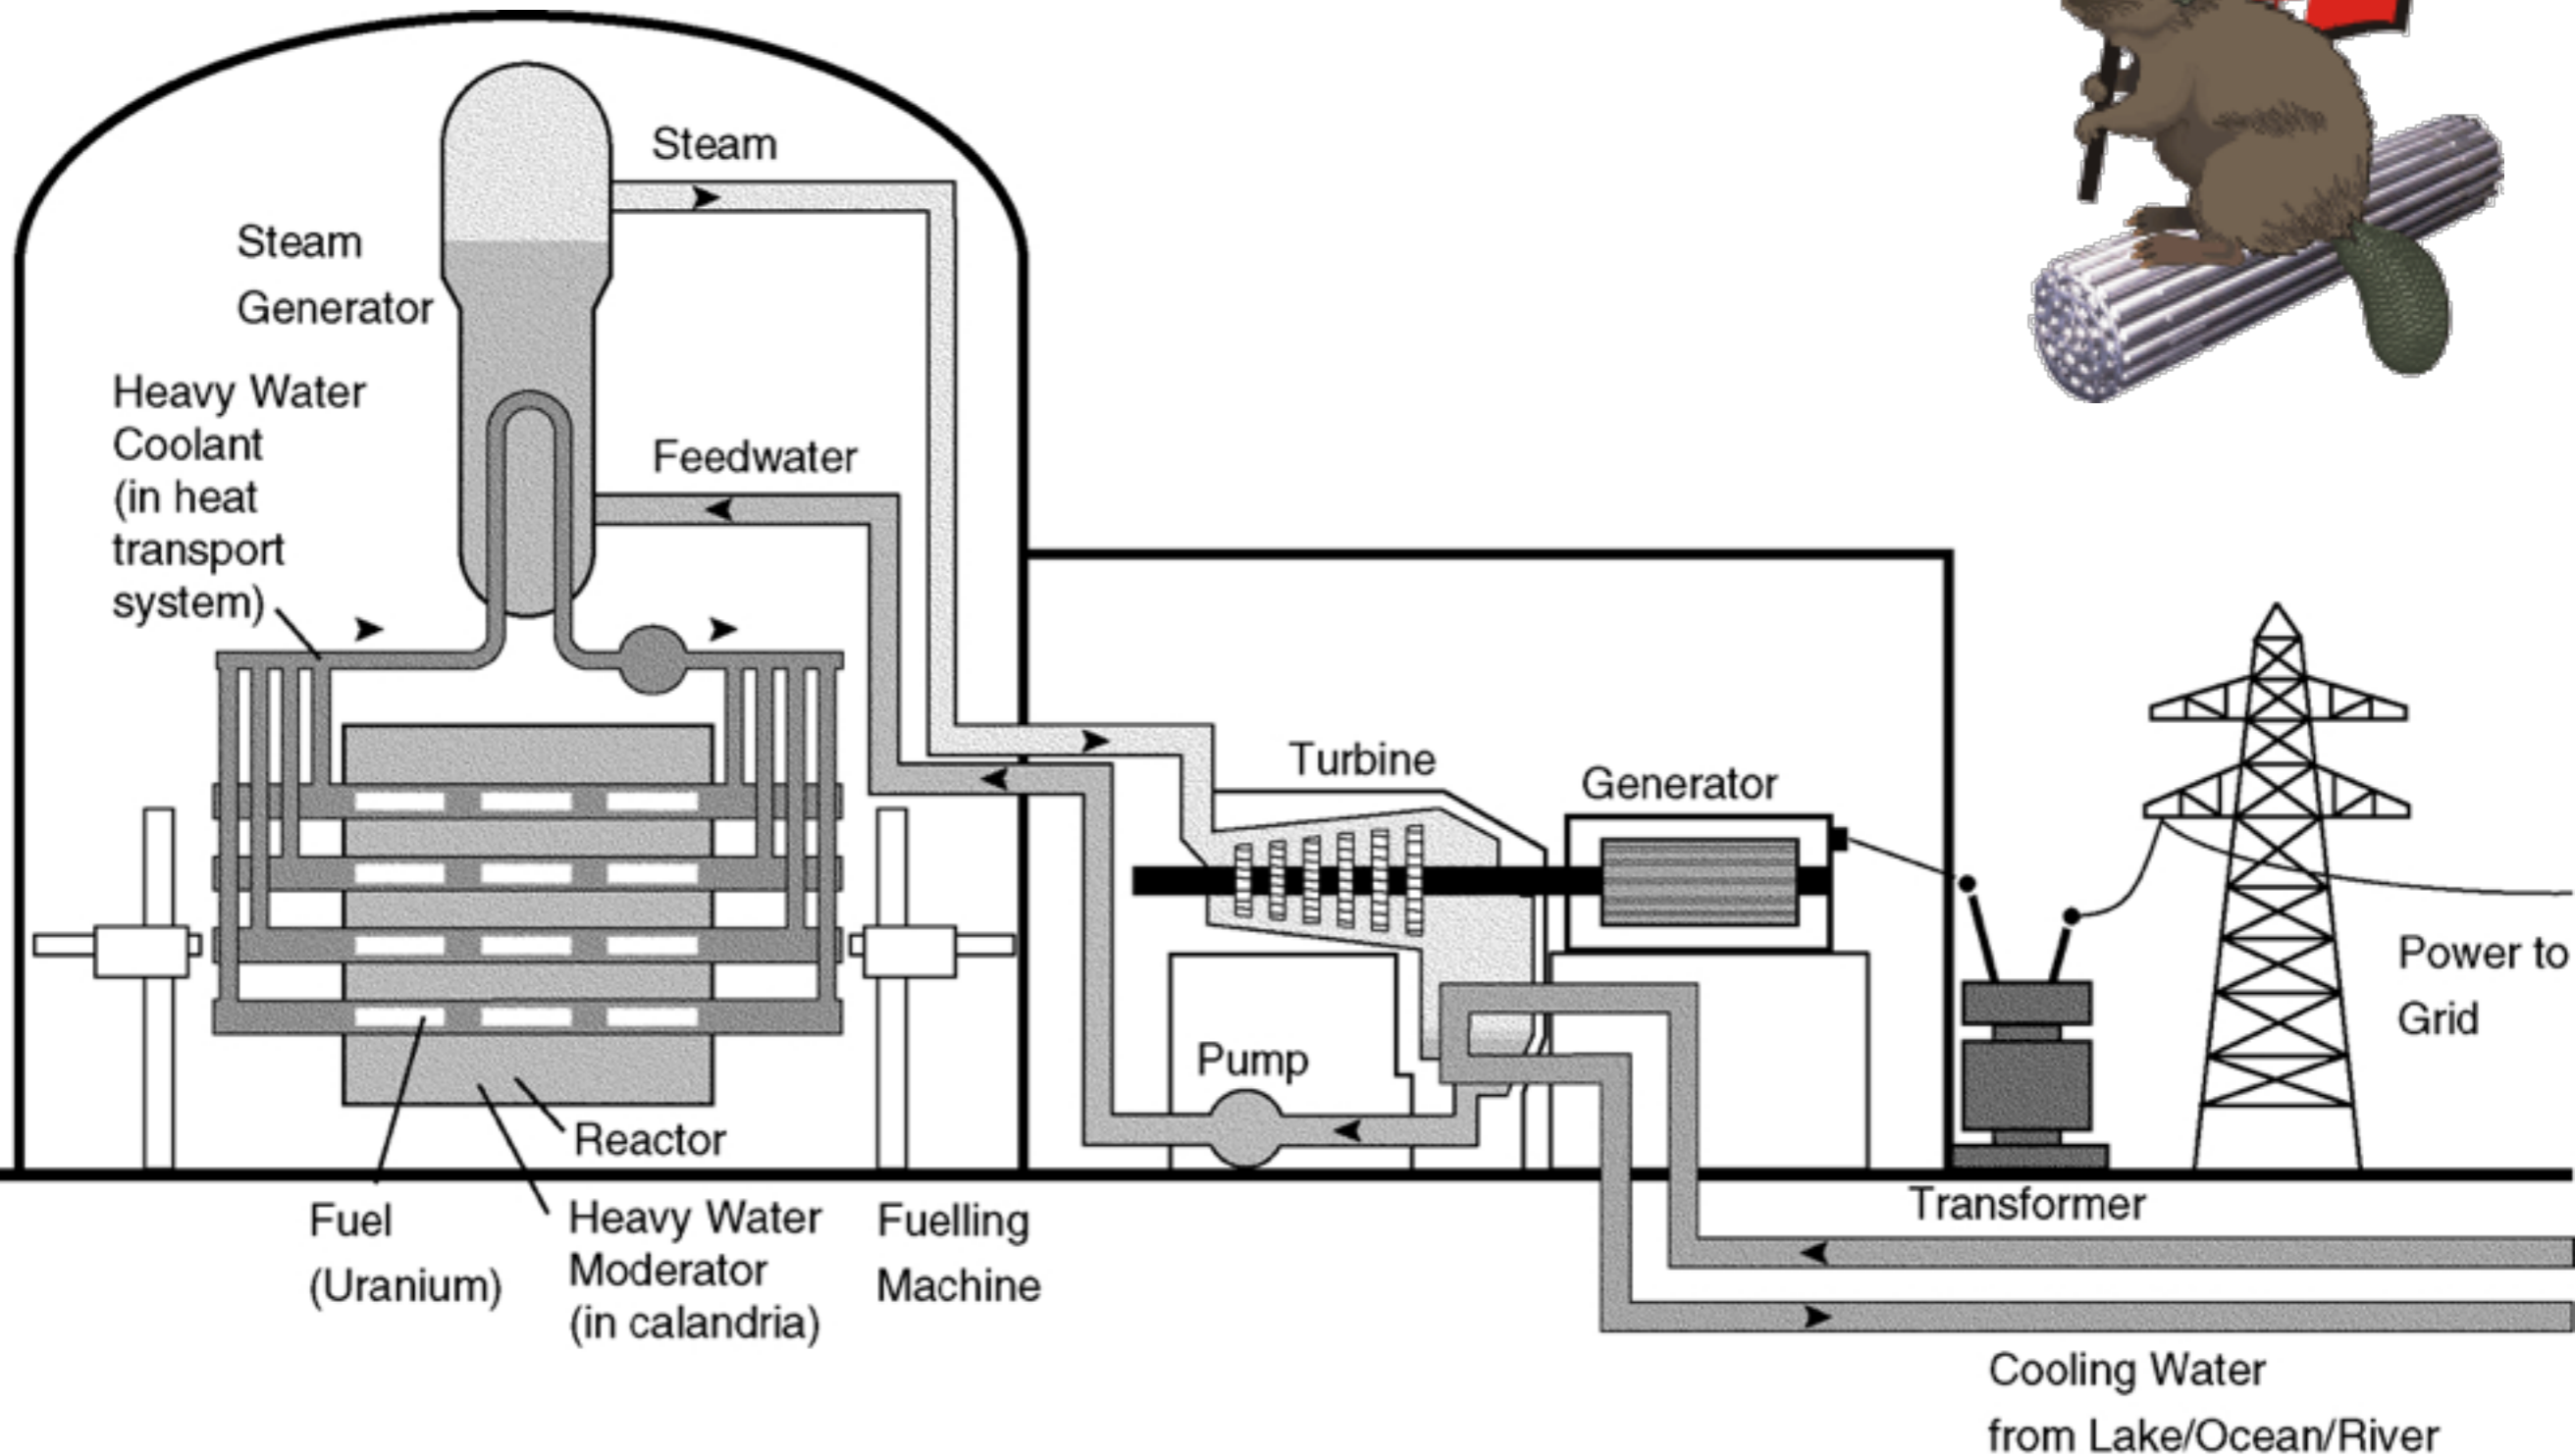 Steam
Steam
Generator
Heavy Water
Coolant
(in heat
transport
system)
Feedwater
Turbine
Generator
Power to
Grid
Pump
Reactor
Fuel
(Uranium)
Heavy Water
Moderator
(in calandria)
Fuelling
Machine
Transformer
Cooling Water
from Lake/Ocean/River